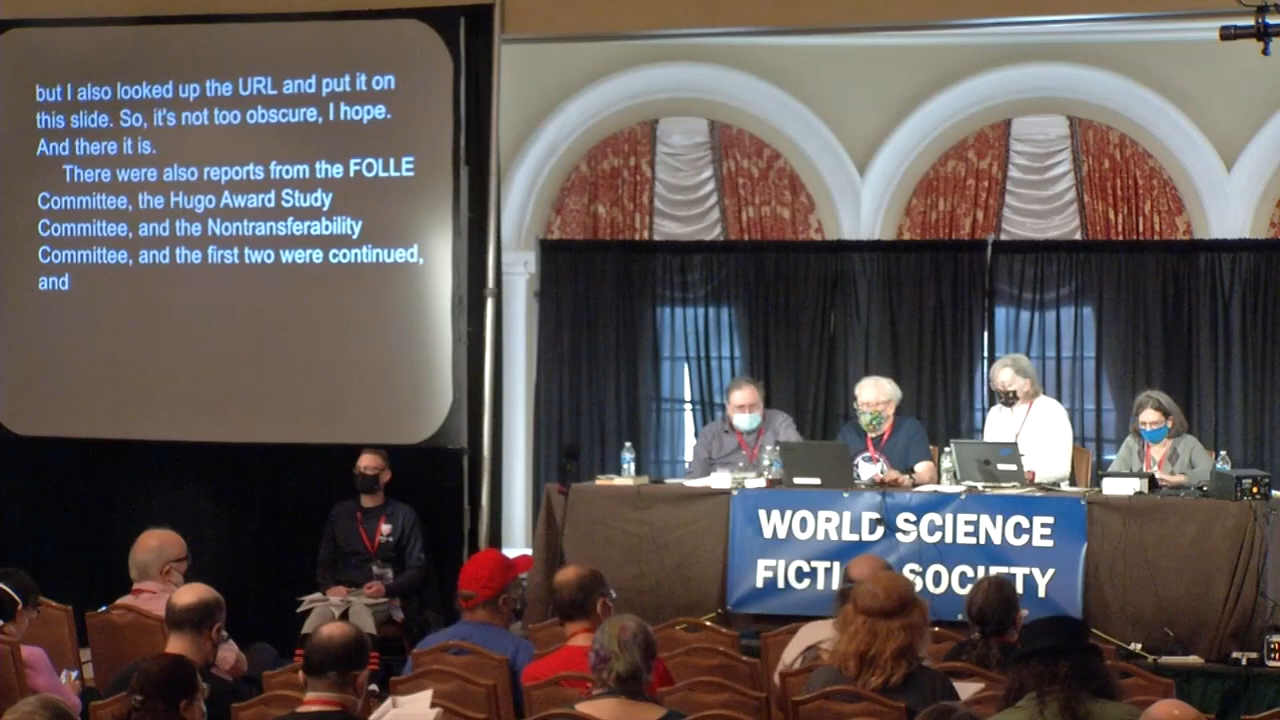 but I also looked up the URL and put it on
this slide. So, it's not too obscure, I hope.
And there it is.
There were also reports from the FOLLE
Committee, the Hugo Award Study
Committee, and the Nontransferability
Committee, and the first two were continued,
and
WORLD SCIENCE
FICTI SOCIETY